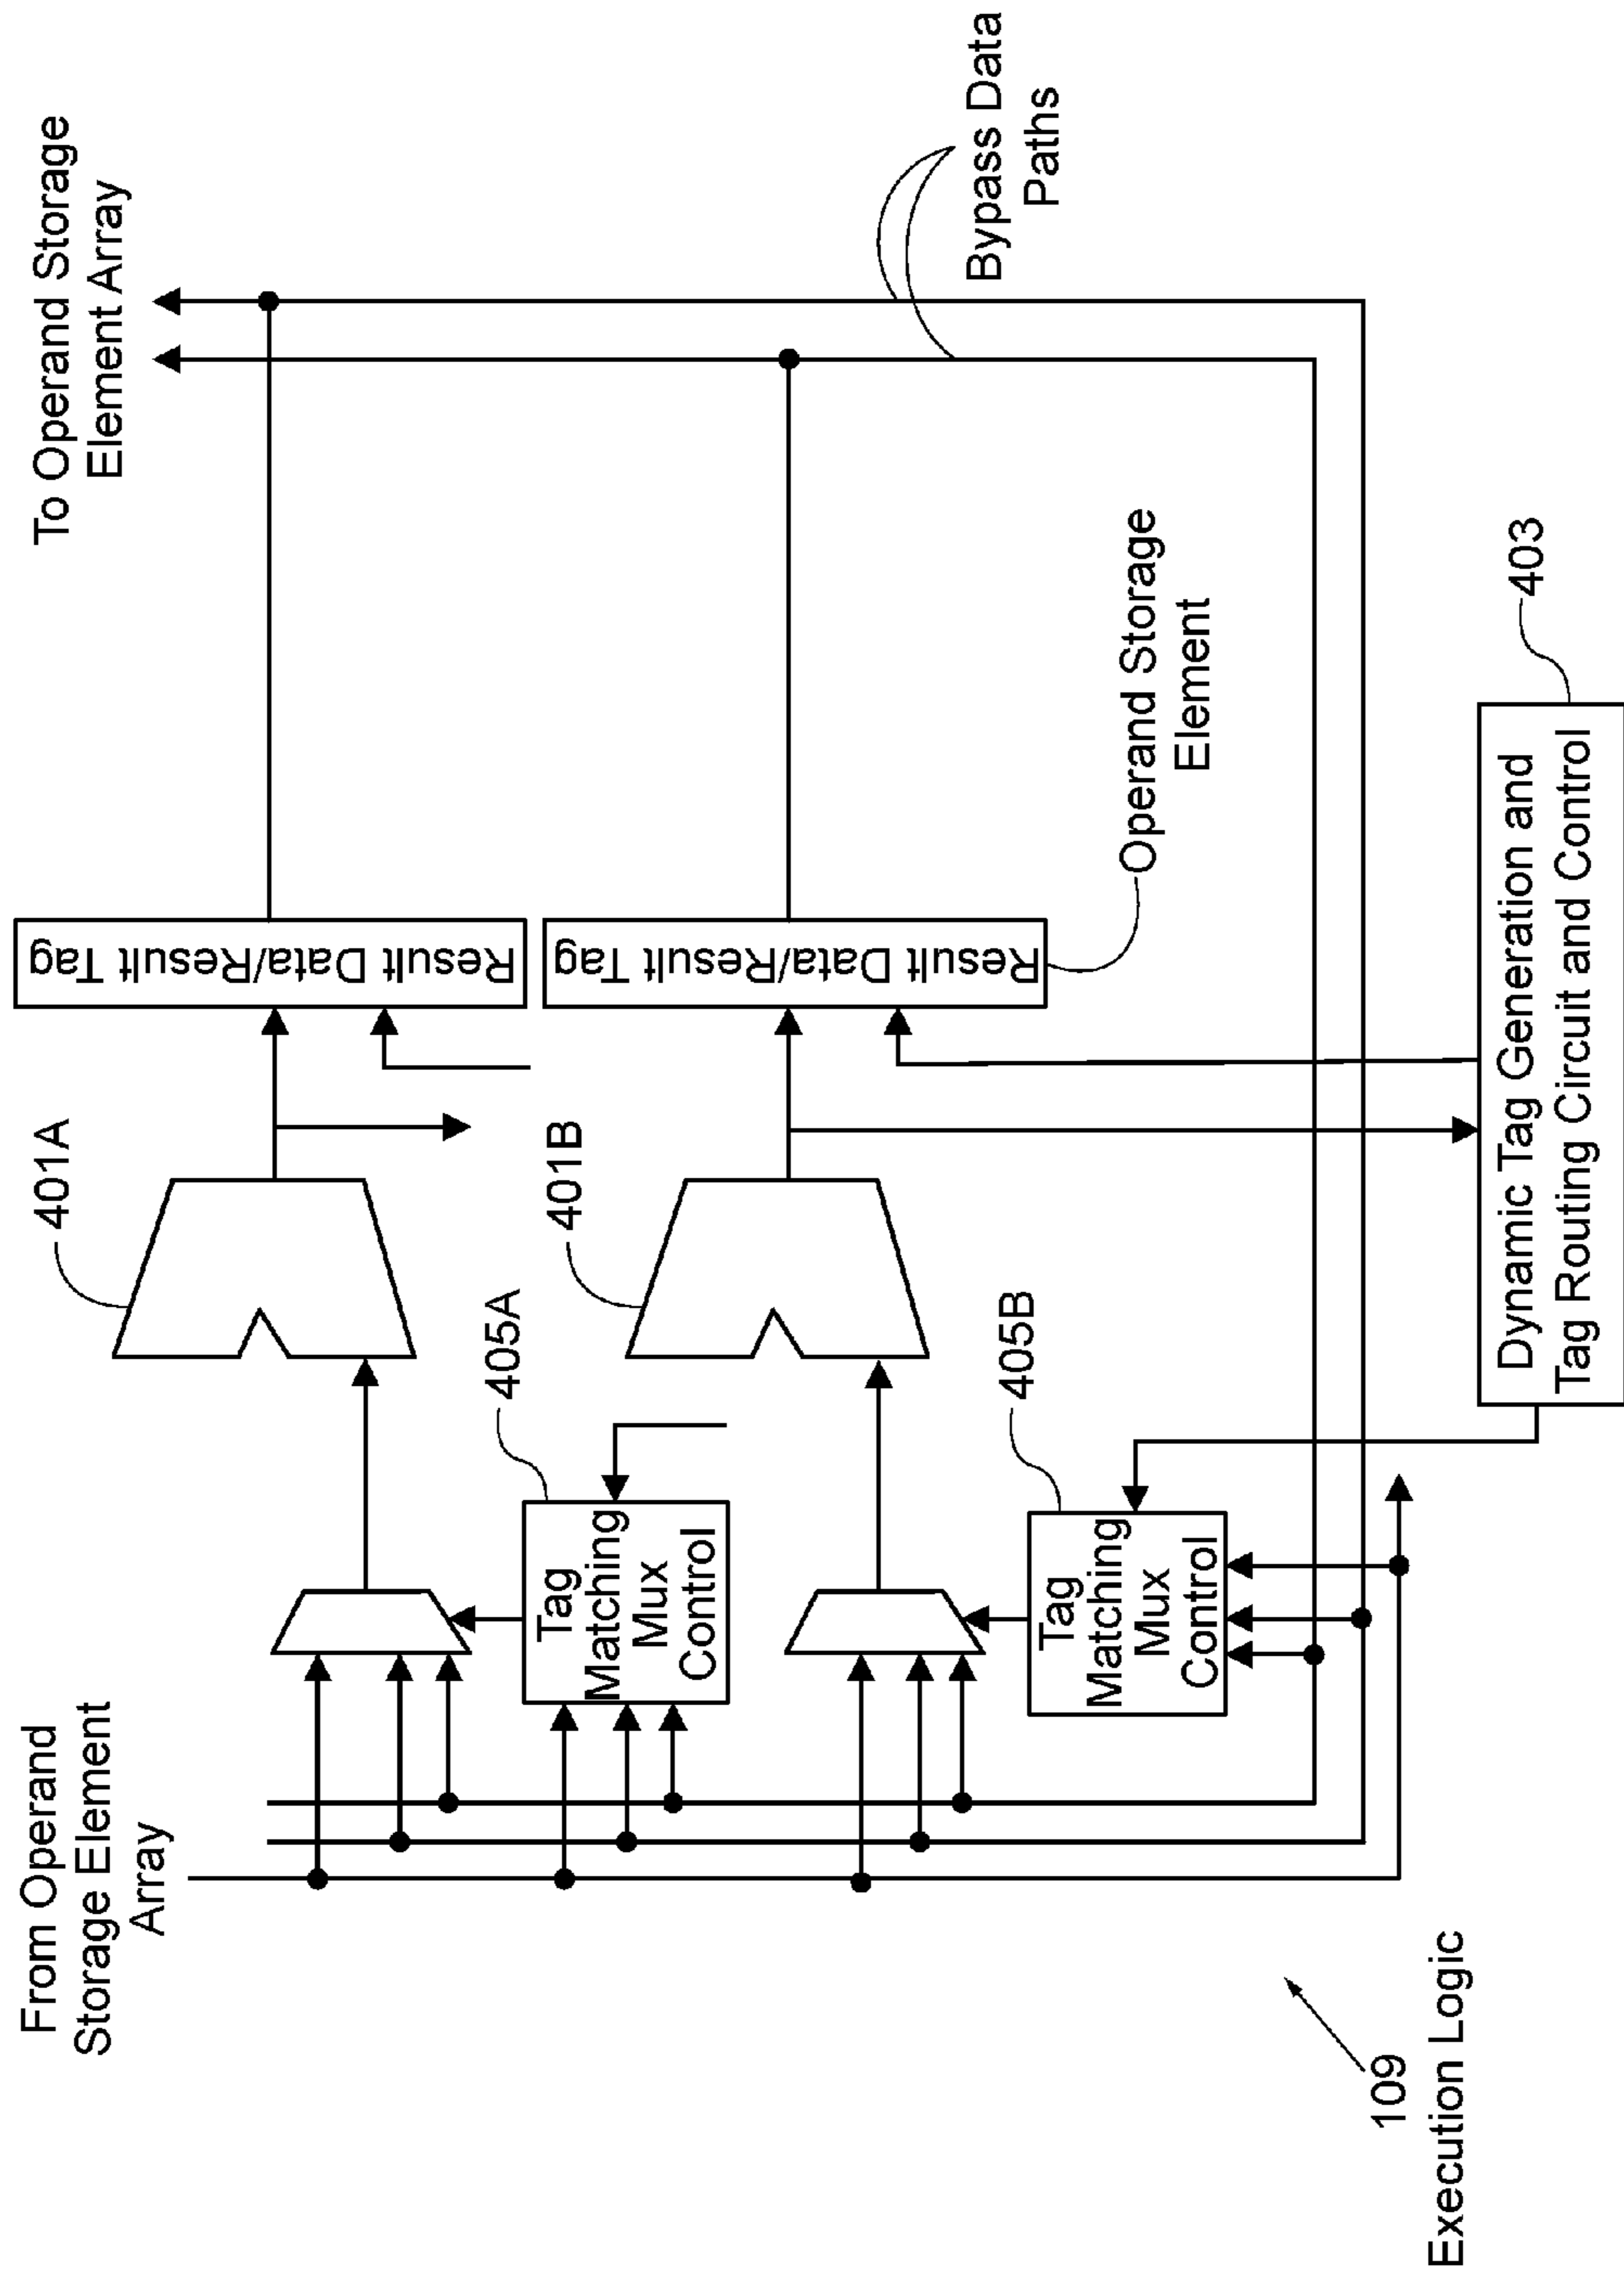 From Operand
Storage Element
Array
To Operand Storage
Element Array
401A
Result Data/Result Tag
405A
Tag
Matching
Mux
Control
401B
Result Data/Result Tag
Bypass Data
Paths
405B
Tag
Matching
Mux
Control
Operand Storage
Element
109
Execution Logic
Dynamic Tag Generation and
Tag Routing Circuit and Control
403